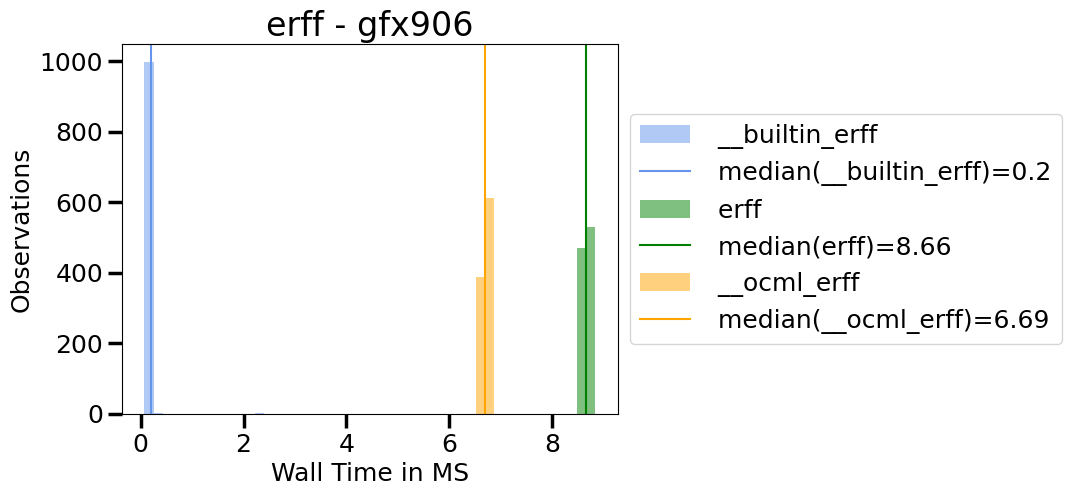 erff - gfx906
1000
800
600
400
200
0
Observations
0 2 4 6 8
Wall Time in MS
__builtin_erff
median(__builtin_erff)=0.2
erff
median(erff)=8.66
__ocml_erff
median(__ocml_erff)=6.69